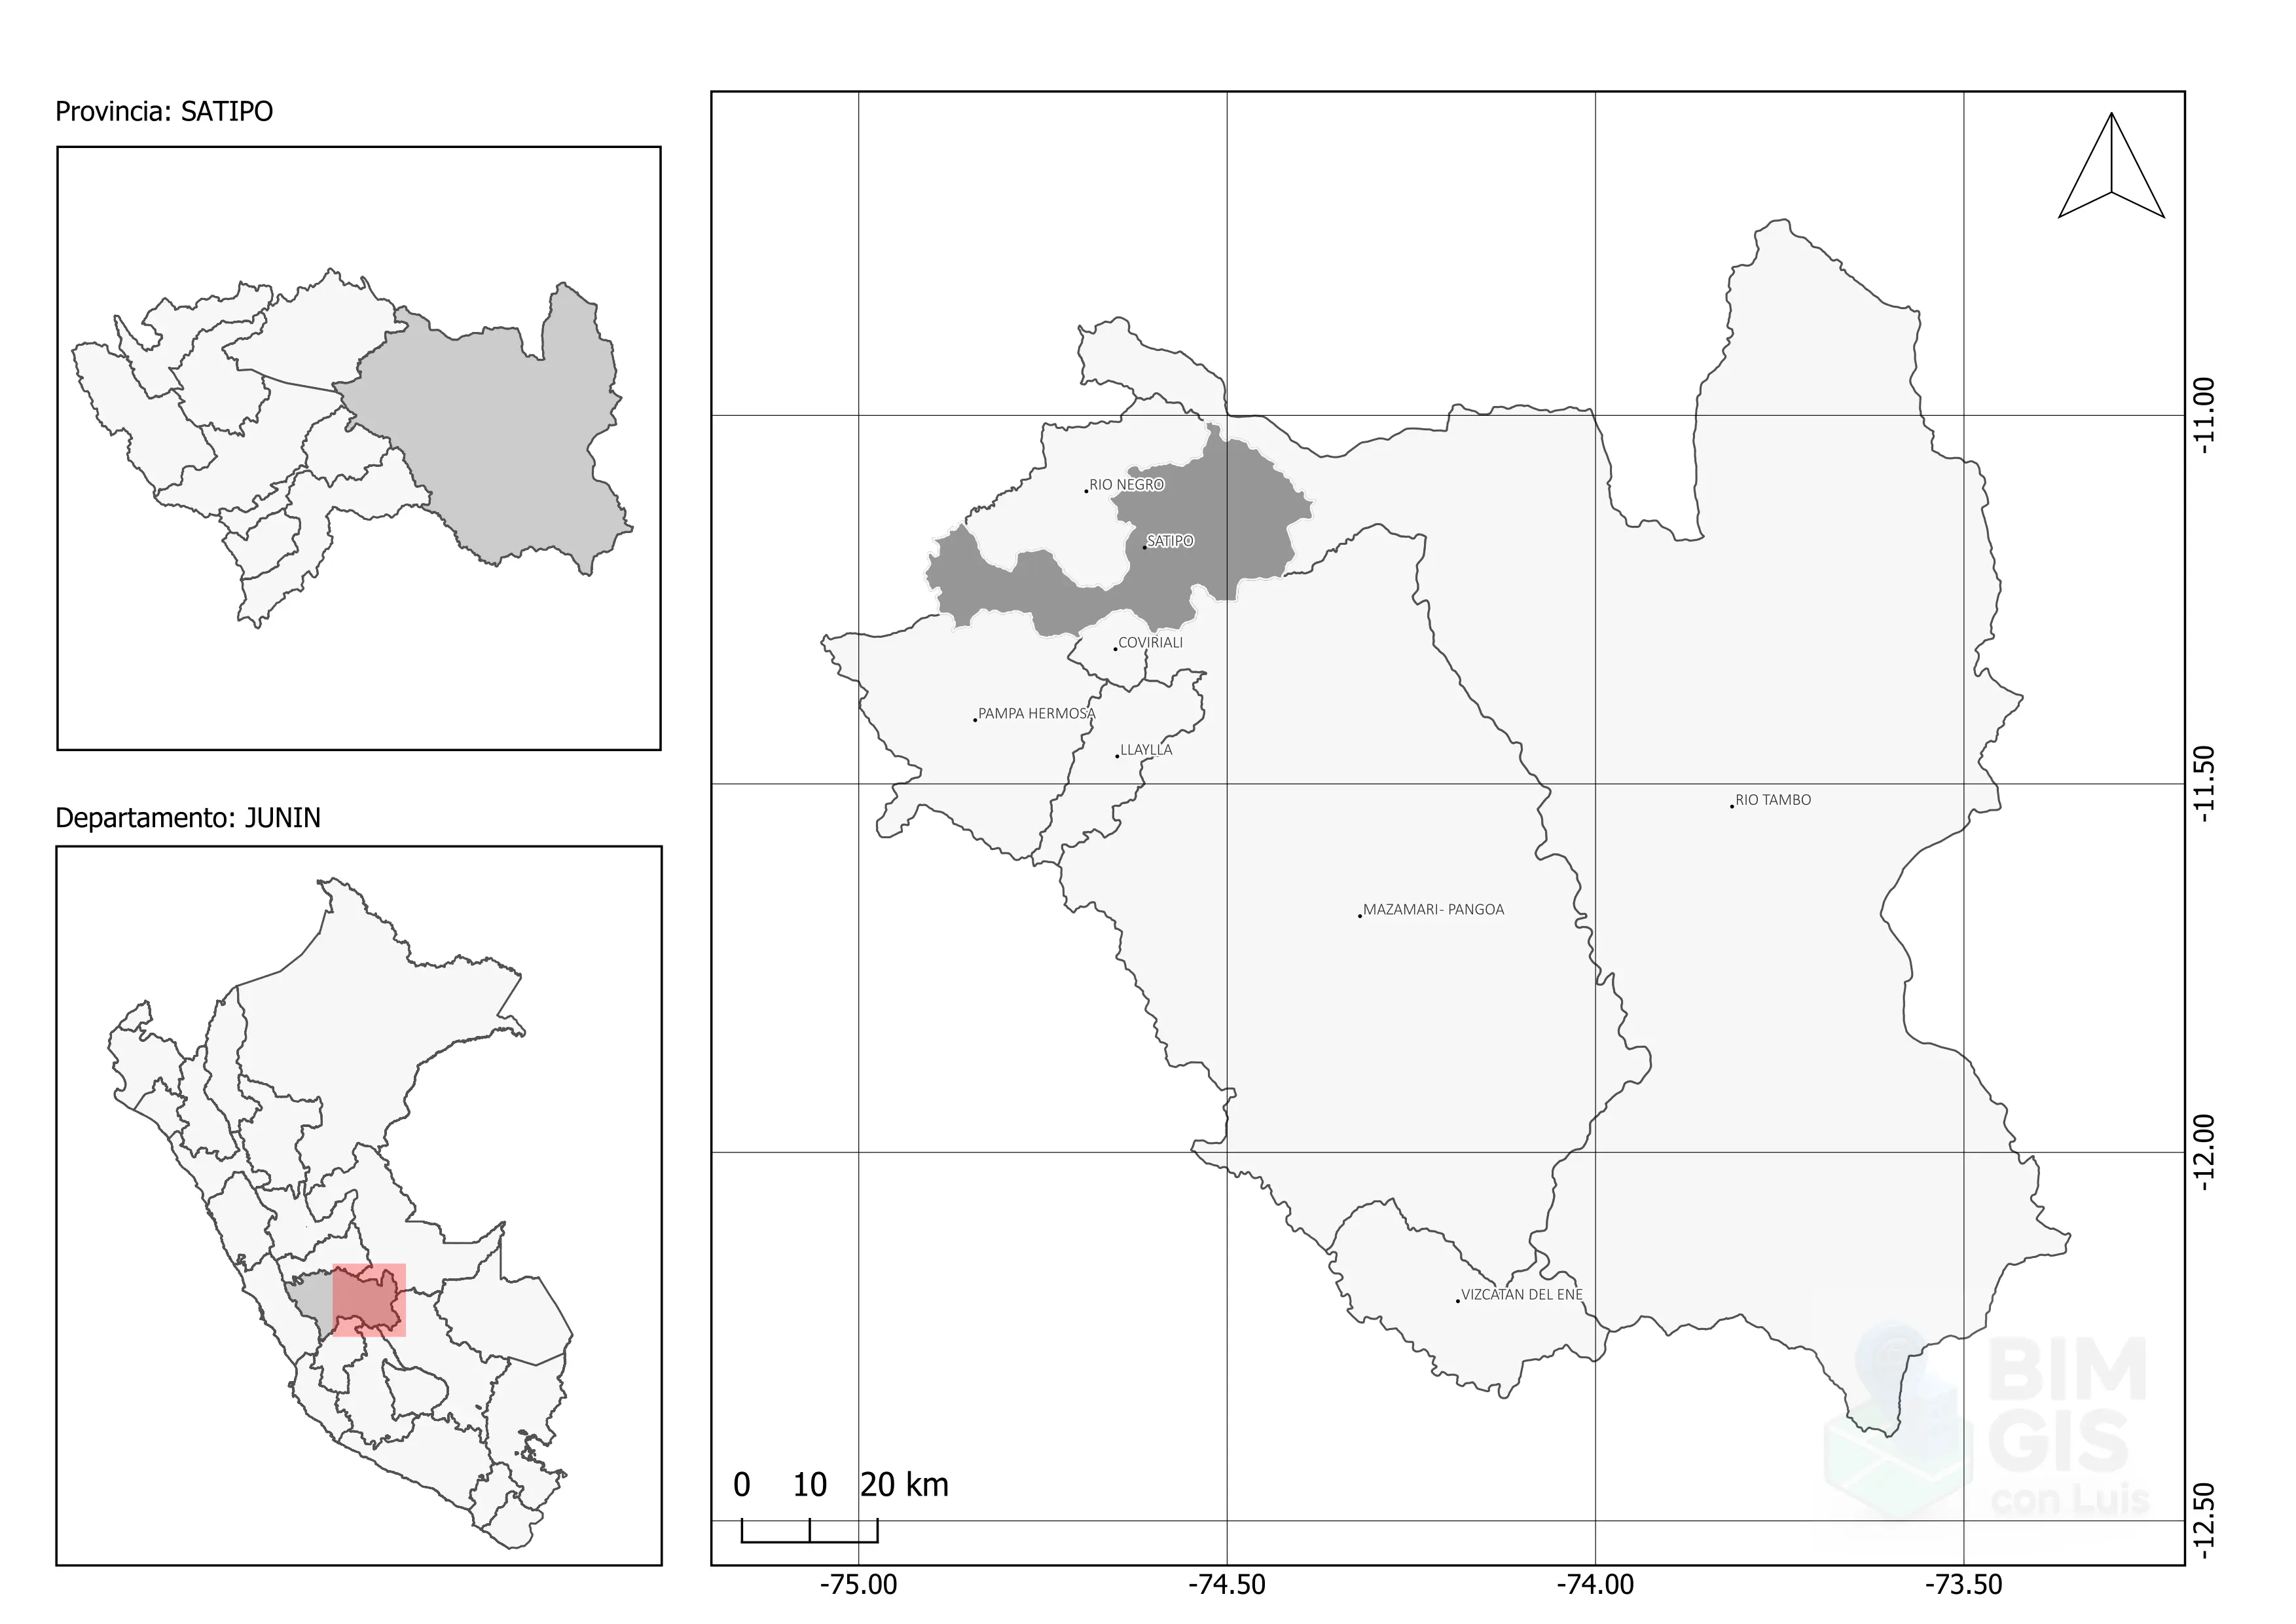 Provincia: SATIPO
Departamento: JUNIN
RIO NEGRO
SATIPO
COVIRIALI
PAMPA HERMOSA
LLAYLLA
RIO TAMBO
MAZAMARI - PANGOA
VIZCATAN DEL ENE
-11.00
-11.50
-12.00
-12.50
0 10 20 km
-75.00 -74.50 -74.00 -73.50
BIM
GIS
con Luis